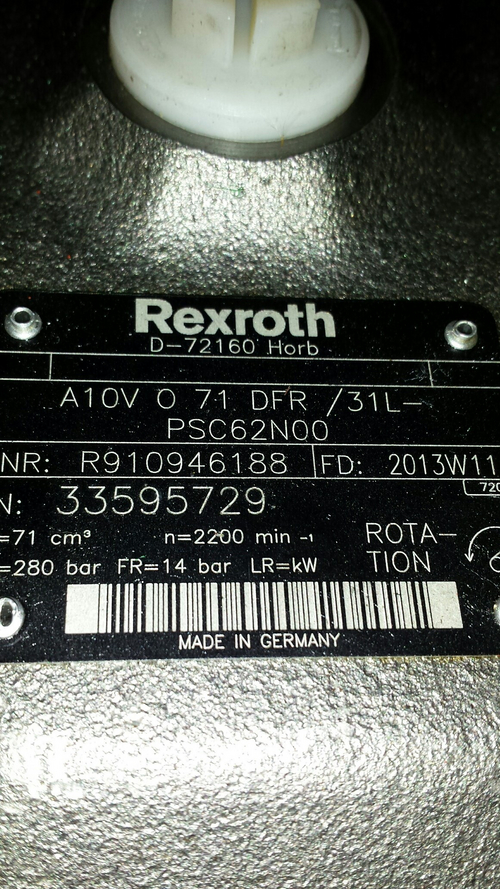 Rexroth
D-72160 Horb
A10V O 71 DFR /31L-
PSC62N00
NR: R910946188 FD: 2013W11
N: 33595729
720
=71 cm³ n=2200 min -1 ROTA-
=280 bar FR=14 bar LR=kW TION
MADE IN GERMANY